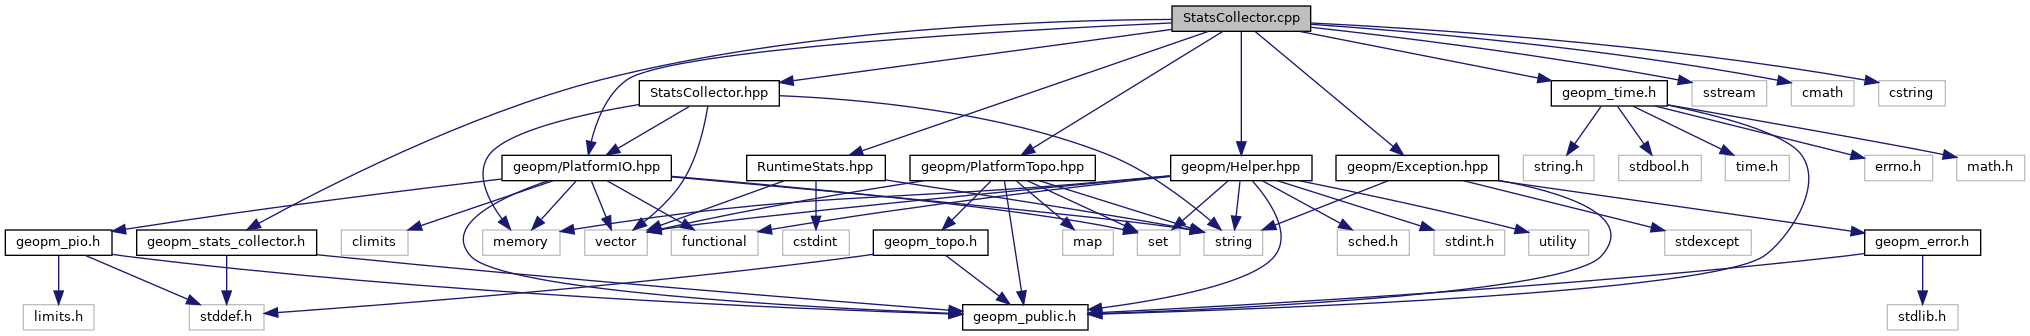 StatsCollector.cpp
StatsCollector.hpp
geopm_time.h
sstream
cmath
cstring
geopm/PlatformIO.hpp
RuntimeStats.hpp
geopm/PlatformTopo.hpp
geopm/Helper.hpp
geopm/Exception.hpp
string.h
stdbool.h
time.h
errno.h
math.h
geopm_pio.h
geopm_stats_collector.h
climits
memory
vector
functional
cstdint
geopm_topo.h
map
set
string
sched.h
stdint.h
utility
stdexcept
geopm_error.h
limits.h
stddef.h
geopm_public.h
stdlib.h